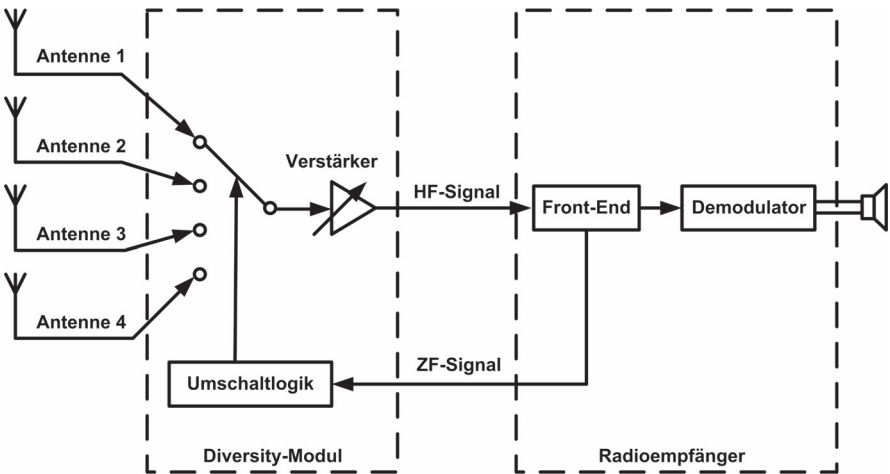 Antenne 1
Antenne 2
Antenne 3
Antenne 4
Verstärker
HF-Signal
Front-End
Demodulator
ZF-Signal
Umschaltlogik
Diversity-Modul
Radioempfänger